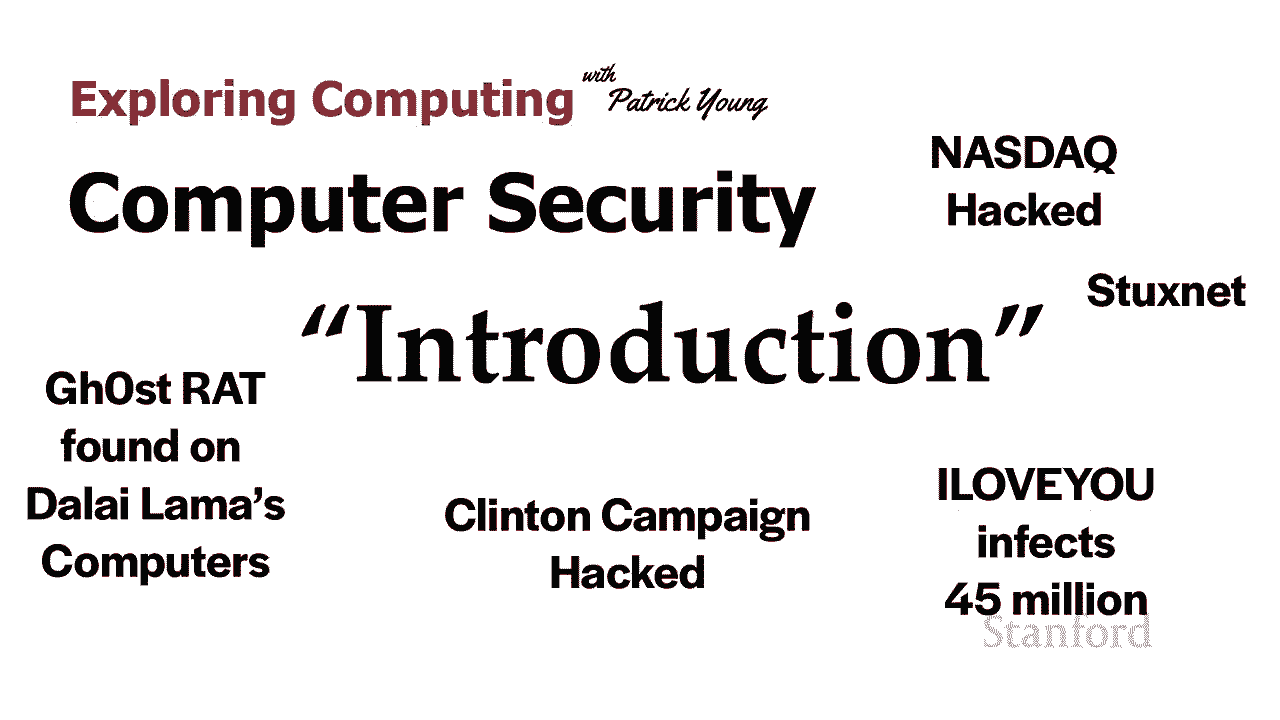 Exploring Computing with
Patrick Young
Computer Security
NASDAQ
Hacked
Stuxnet
“Introduction”
Gh0st RAT
found on
Dalai Lama’s
Computers
Clinton Campaign
Hacked
ILOVEYOU
infects
45 million
Stanford